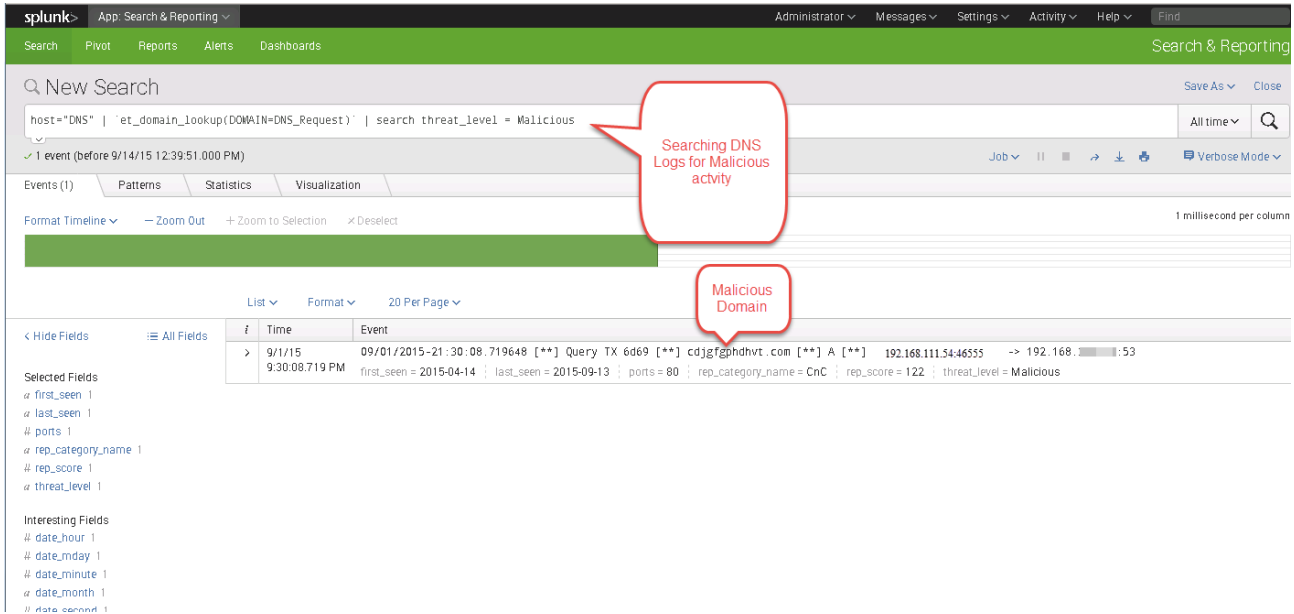 splunk> App: Search & Reporting Administrator Messages Settings Activity Help Find
Search Pivot Reports Alerts Dashboards Search & Reporting
New Search Save As Close
host="DNS" | `et_domain_lookup(DOMAIN=DNS_Request)` | search threat_level = Malicious All time
Searching DNS
Logs for Malicious
actvity
✓ 1 event (before 9/14/15 12:39:51.000 PM) Job Verbose Mode
Events (1) Patterns Statistics Visualization
Format Timeline — Zoom Out + Zoom to Selection × Deselect 1 millisecond per column
Malicious
Domain
List Format 20 Per Page
< Hide Fields All Fields i Time Event
> 9/1/15 09/01/2015-21:30:08.719648 [**] Query TX 6d69 [**] cdjgfgphdhvt.com [**] A [**] 192.168.111.54:46555 -> 192.168. :53
9:30:08.719 PM first_seen = 2015-04-14 last_seen = 2015-09-13 ports = 80 rep_category_name = CnC rep_score = 122 threat_level = Malicious
Selected Fields
a first_seen 1
a last_seen 1
# ports 1
a rep_category_name 1
# rep_score 1
a threat_level 1
Interesting Fields
# date_hour 1
# date_mday 1
# date_minute 1
a date_month 1
# date_second 1